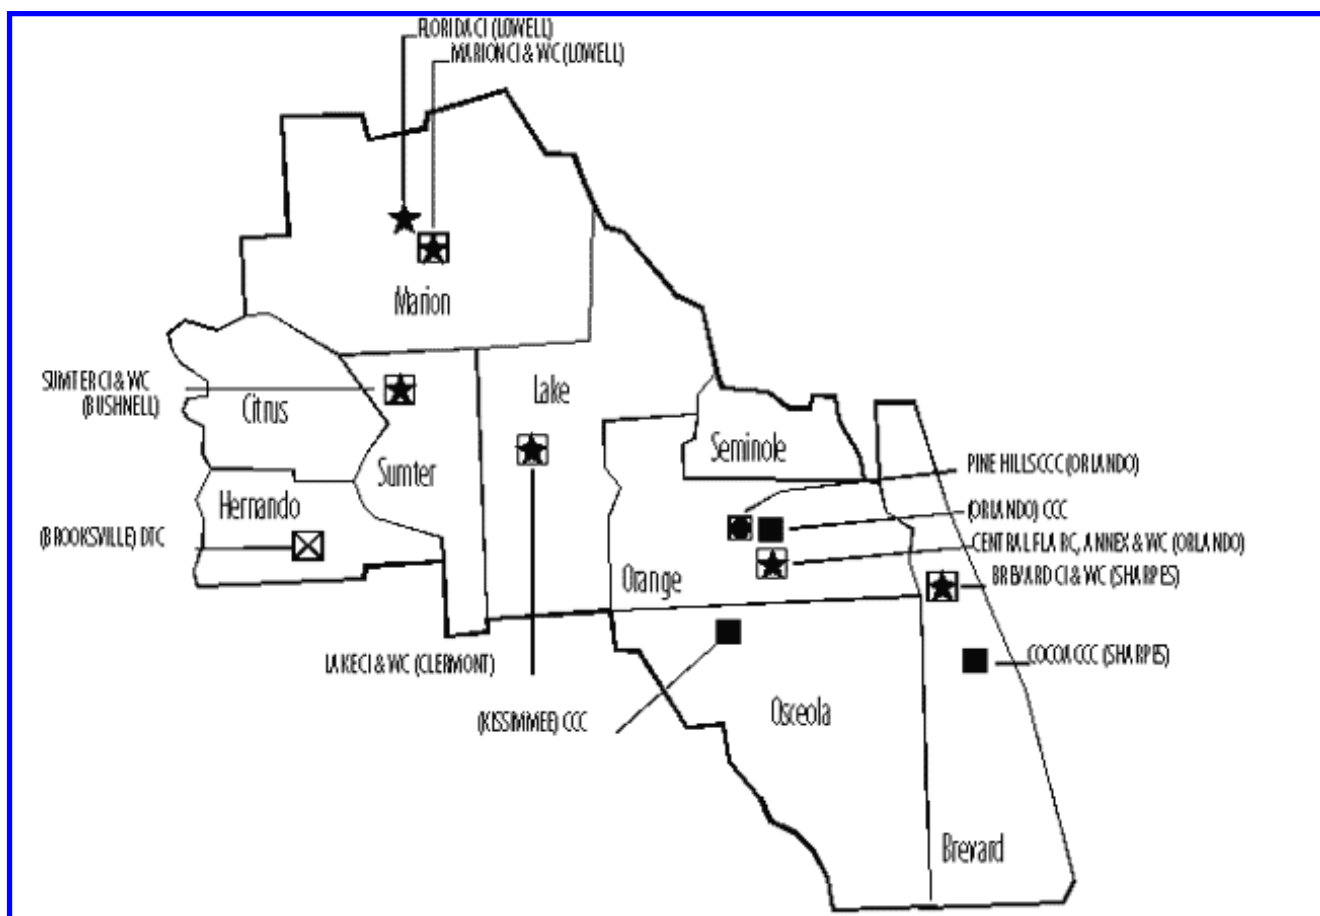 FLORIDA CI (LOWELL)
MARION CI & WC (LOWELL)
Marion
SUMTER CI & WC
(BUSHNELL)
Citrus
Lake
Sumter
Seminole
PINE HILLS CCC (ORLANDO)
Hernando
(ORLANDO) CCC
(BROOKSVILLE) DTC
CENTRAL FLA RC, ANNEX & WC (ORLANDO)
Orange
BREVARD CI & WC (SHARPES)
LAKE CI & WC (CLERMONT)
COCOA CCC (SHARPES)
(KISSIMMEE) CCC
Osceola
Brevard